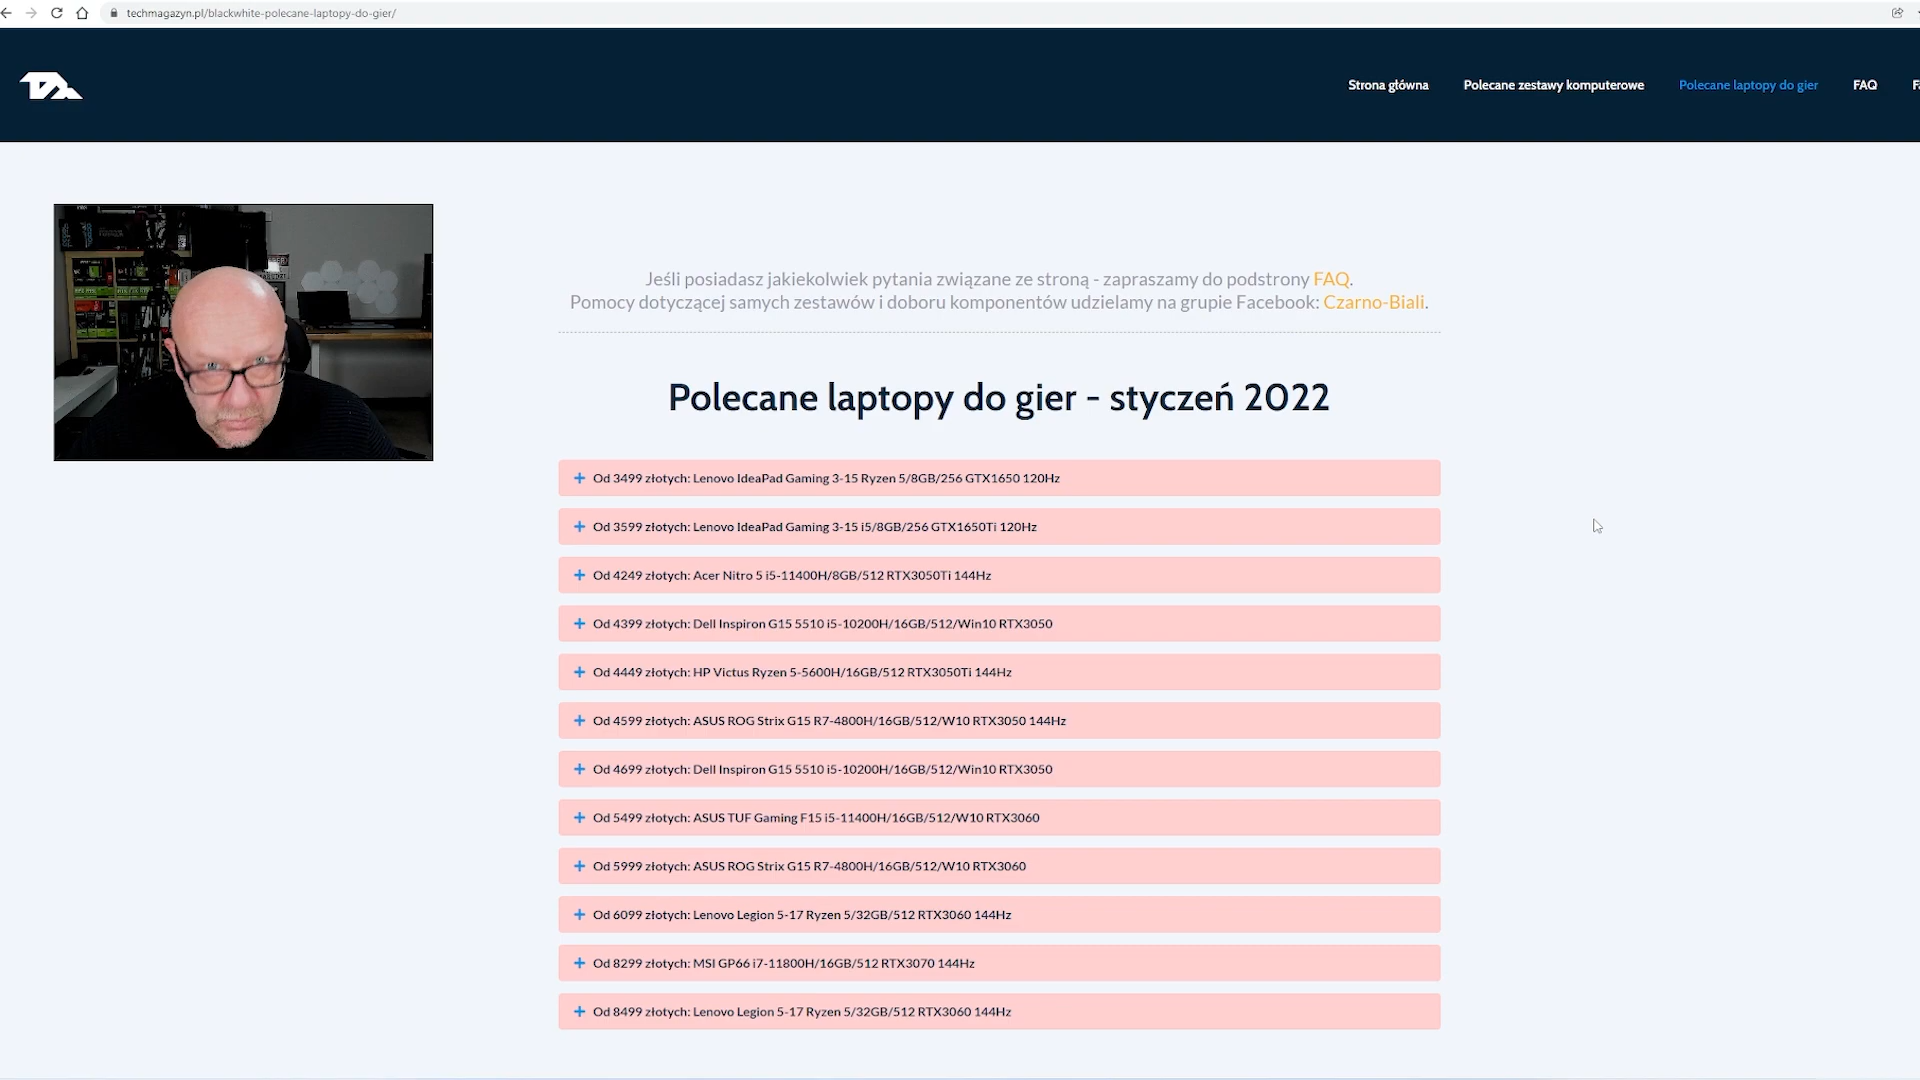 techmagazyn.pl/blackwhite-polecane-laptopy-do-gier/
Strona główna Polecane zestawy komputerowe Polecane laptopy do gier FAQ
Jeśli posiadasz jakiekolwiek pytania związane ze stroną - zapraszamy do podstrony FAQ.
Pomocy dotyczącej samych zestawów i doboru komponentów udzielamy na grupie Facebook: Czarno-Biali.
Polecane laptopy do gier - styczeń 2022
+ Od 3499 złotych: Lenovo IdeaPad Gaming 3-15 Ryzen 5/8GB/256 GTX1650 120Hz
+ Od 3599 złotych: Lenovo IdeaPad Gaming 3-15 i5/8GB/256 GTX1650Ti 120Hz
+ Od 4249 złotych: Acer Nitro 5 i5-11400H/8GB/512 RTX3050Ti 144Hz
+ Od 4399 złotych: Dell Inspiron G15 5510 i5-10200H/16GB/512/Win10 RTX3050
+ Od 4449 złotych: HP Victus Ryzen 5-5600H/16GB/512 RTX3050Ti 144Hz
+ Od 4599 złotych: ASUS ROG Strix G15 R7-4800H/16GB/512/W10 RTX3050 144Hz
+ Od 4699 złotych: Dell Inspiron G15 5510 i5-10200H/16GB/512/Win10 RTX3050
+ Od 5499 złotych: ASUS TUF Gaming F15 i5-11400H/16GB/512/W10 RTX3060
+ Od 5999 złotych: ASUS ROG Strix G15 R7-4800H/16GB/512/W10 RTX3060
+ Od 6099 złotych: Lenovo Legion 5-17 Ryzen 5/32GB/512 RTX3060 144Hz
+ Od 8299 złotych: MSI GP66 i7-11800H/16GB/512 RTX3070 144Hz
+ Od 8499 złotych: Lenovo Legion 5-17 Ryzen 5/32GB/512 RTX3060 144Hz